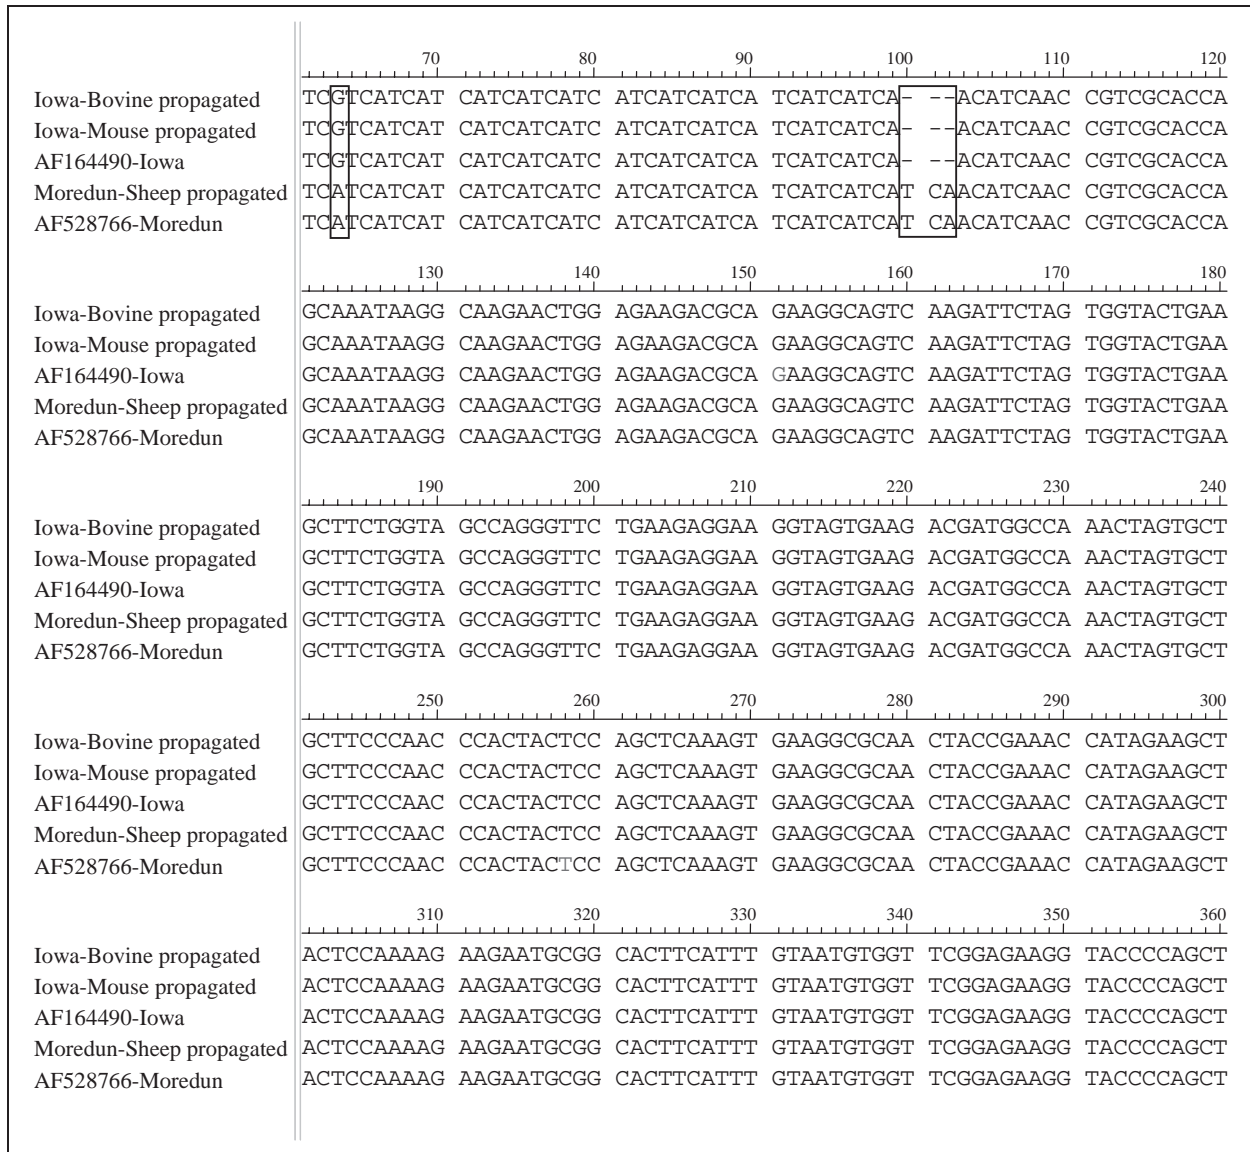 70 80 90 100 110 120
Iowa-Bovine propagated TCGTCATCAT CATCATCATC ATCATCATCA TCATCATCA- --ACATCAAC CGTCGCACCA
Iowa-Mouse propagated TCGTCATCAT CATCATCATC ATCATCATCA TCATCATCA- --ACATCAAC CGTCGCACCA
AF164490-Iowa TCGTCATCAT CATCATCATC ATCATCATCA TCATCATCA- --ACATCAAC CGTCGCACCA
Moredun-Sheep propagated TCATCATCAT CATCATCATC ATCATCATCA TCATCATCAT CAACATCAAC CGTCGCACCA
AF528766-Moredun TCATCATCAT CATCATCATC ATCATCATCA TCATCATCAT CAACATCAAC CGTCGCACCA
130 140 150 160 170 180
Iowa-Bovine propagated GCAAATAAGG CAAGAACTGG AGAAGACGCA GAAGGCAGTC AAGATTCTAG TGGTACTGAA
Iowa-Mouse propagated GCAAATAAGG CAAGAACTGG AGAAGACGCA GAAGGCAGTC AAGATTCTAG TGGTACTGAA
AF164490-Iowa GCAAATAAGG CAAGAACTGG AGAAGACGCA GAAGGCAGTC AAGATTCTAG TGGTACTGAA
Moredun-Sheep propagated GCAAATAAGG CAAGAACTGG AGAAGACGCA GAAGGCAGTC AAGATTCTAG TGGTACTGAA
AF528766-Moredun GCAAATAAGG CAAGAACTGG AGAAGACGCA GAAGGCAGTC AAGATTCTAG TGGTACTGAA
190 200 210 220 230 240
Iowa-Bovine propagated GCTTCTGGTA GCCAGGGTTC TGAAGAGGAA GGTAGTGAAG ACGATGGCCA AACTAGTGCT
Iowa-Mouse propagated GCTTCTGGTA GCCAGGGTTC TGAAGAGGAA GGTAGTGAAG ACGATGGCCA AACTAGTGCT
AF164490-Iowa GCTTCTGGTA GCCAGGGTTC TGAAGAGGAA GGTAGTGAAG ACGATGGCCA AACTAGTGCT
Moredun-Sheep propagated GCTTCTGGTA GCCAGGGTTC TGAAGAGGAA GGTAGTGAAG ACGATGGCCA AACTAGTGCT
AF528766-Moredun GCTTCTGGTA GCCAGGGTTC TGAAGAGGAA GGTAGTGAAG ACGATGGCCA AACTAGTGCT
250 260 270 280 290 300
Iowa-Bovine propagated GCTTCCCAAC CCACTACTCC AGCTCAAAGT GAAGGCGCAA CTACCGAAAC CATAGAAGCT
Iowa-Mouse propagated GCTTCCCAAC CCACTACTCC AGCTCAAAGT GAAGGCGCAA CTACCGAAAC CATAGAAGCT
AF164490-Iowa GCTTCCCAAC CCACTACTCC AGCTCAAAGT GAAGGCGCAA CTACCGAAAC CATAGAAGCT
Moredun-Sheep propagated GCTTCCCAAC CCACTACTCC AGCTCAAAGT GAAGGCGCAA CTACCGAAAC CATAGAAGCT
AF528766-Moredun GCTTCCCAAC CCACTACTCC AGCTCAAAGT GAAGGCGCAA CTACCGAAAC CATAGAAGCT
310 320 330 340 350 360
Iowa-Bovine propagated ACTCCAAAAG AAGAATGCGG CACTTCATTT GTAATGTGGT TCGGAGAAGG TACCCCAGCT
Iowa-Mouse propagated ACTCCAAAAG AAGAATGCGG CACTTCATTT GTAATGTGGT TCGGAGAAGG TACCCCAGCT
AF164490-Iowa ACTCCAAAAG AAGAATGCGG CACTTCATTT GTAATGTGGT TCGGAGAAGG TACCCCAGCT
Moredun-Sheep propagated ACTCCAAAAG AAGAATGCGG CACTTCATTT GTAATGTGGT TCGGAGAAGG TACCCCAGCT
AF528766-Moredun ACTCCAAAAG AAGAATGCGG CACTTCATTT GTAATGTGGT TCGGAGAAGG TACCCCAGCT